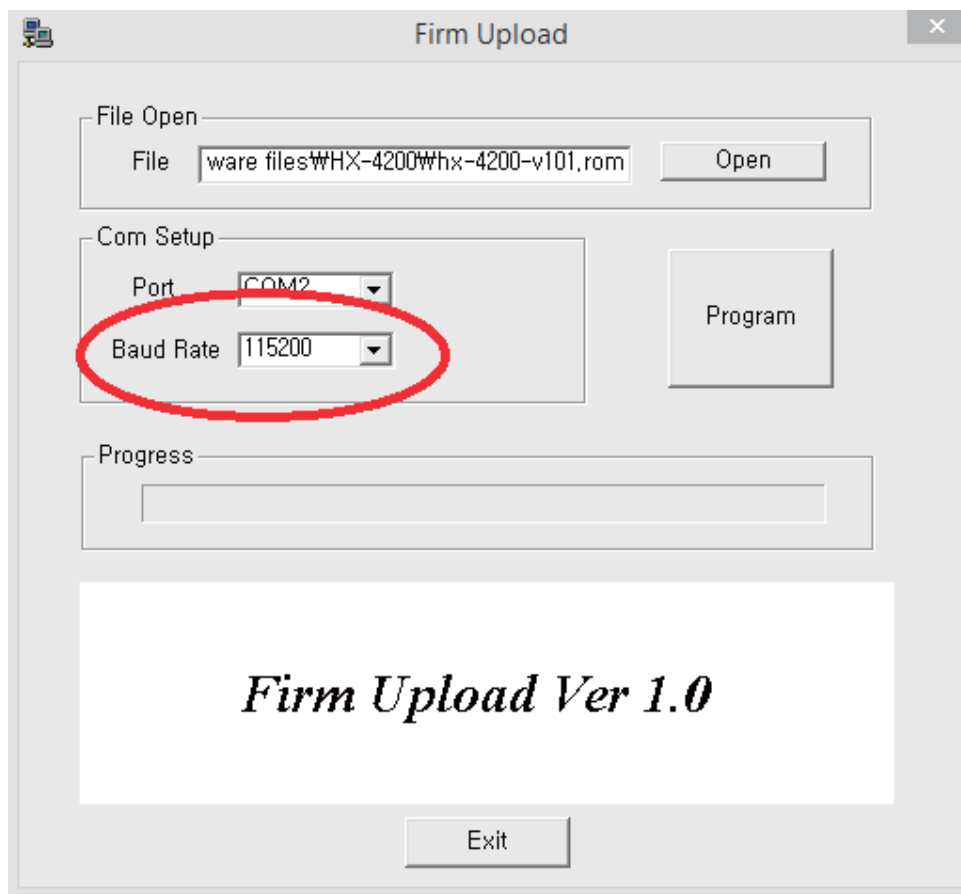 Firm Upload
File Open
File ware files₩HX-4200₩hx-4200-v101.rom Open
Com Setup
Port COM2
Baud Rate 115200
Program
Progress
Firm Upload Ver 1.0
Exit